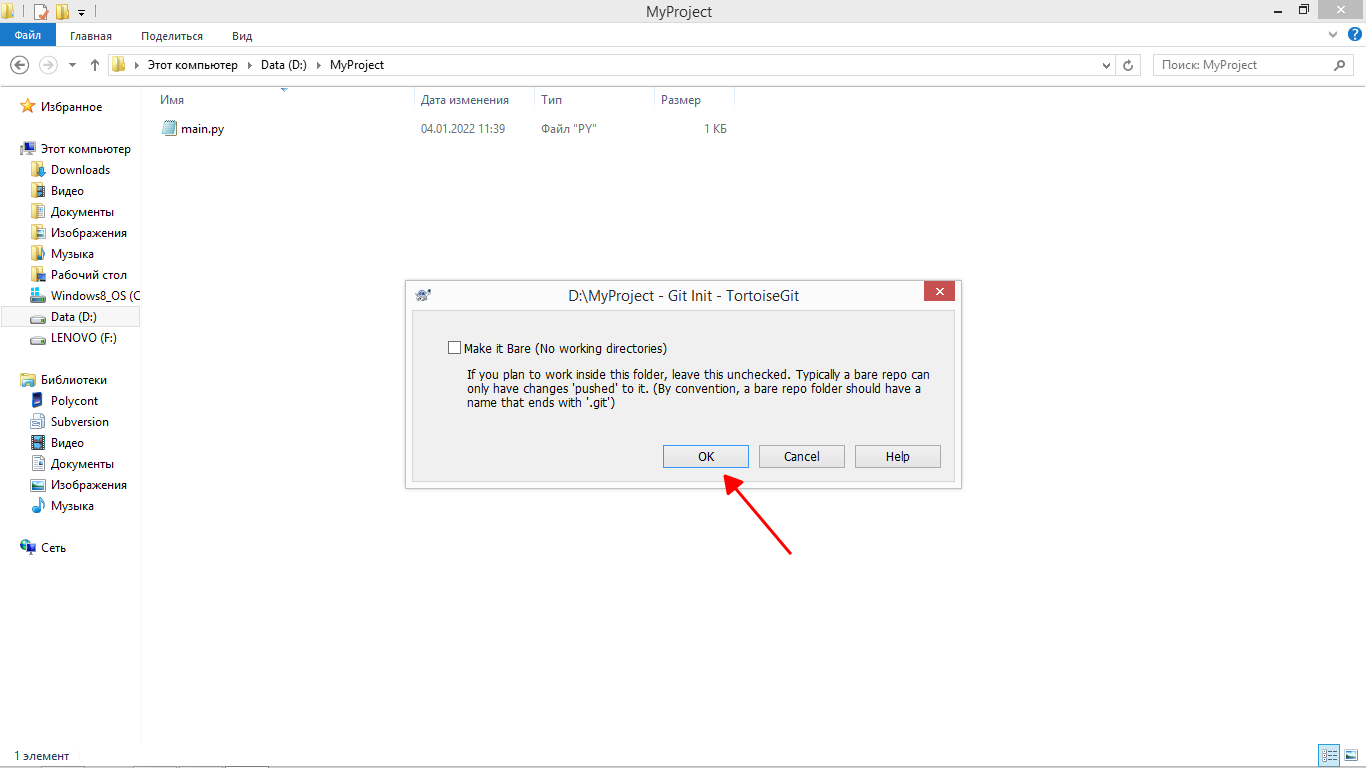 MyProject
Файл Главная Поделиться Вид
Этот компьютер Data (D:) MyProject
Поиск: MyProject
Имя Дата изменения Тип Размер
main.py 04.01.2022 11:39 Файл "PY" 1 КБ
Избранное
Этот компьютер
Downloads
Видео
Документы
Изображения
Музыка
Рабочий стол
Windows8_OS (C
Data (D:)
LENOVO (F:)
Библиотеки
Polycont
Subversion
Видео
Документы
Изображения
Музыка
Сеть
D:\MyProject - Git Init - TortoiseGit
Make it Bare (No working directories)
If you plan to work inside this folder, leave this unchecked. Typically a bare repo can
only have changes 'pushed' to it. (By convention, a bare repo folder should have a
name that ends with '.git')
OK Cancel Help
1 элемент